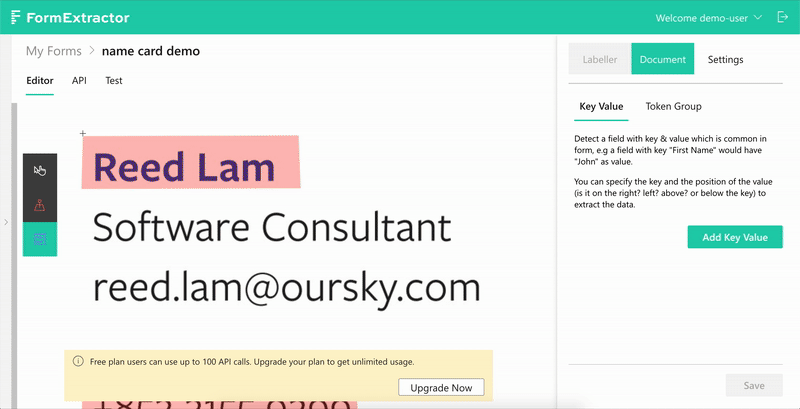 FormExtractor
Welcome demo-user
My Forms > name card demo
Editor API Test
Reed Lam
Software Consultant
reed.lam@oursky.com
Free plan users can use up to 100 API calls. Upgrade your plan to get unlimited usage.
Upgrade Now
Labeller Document Settings
Key Value Token Group
Detect a field with key & value which is common in
form, e.g a field with key "First Name" would have
"John" as value.
You can specify the key and the position of the value
(is it on the right? left? above? or below the key) to
extract the data.
Add Key Value
Save